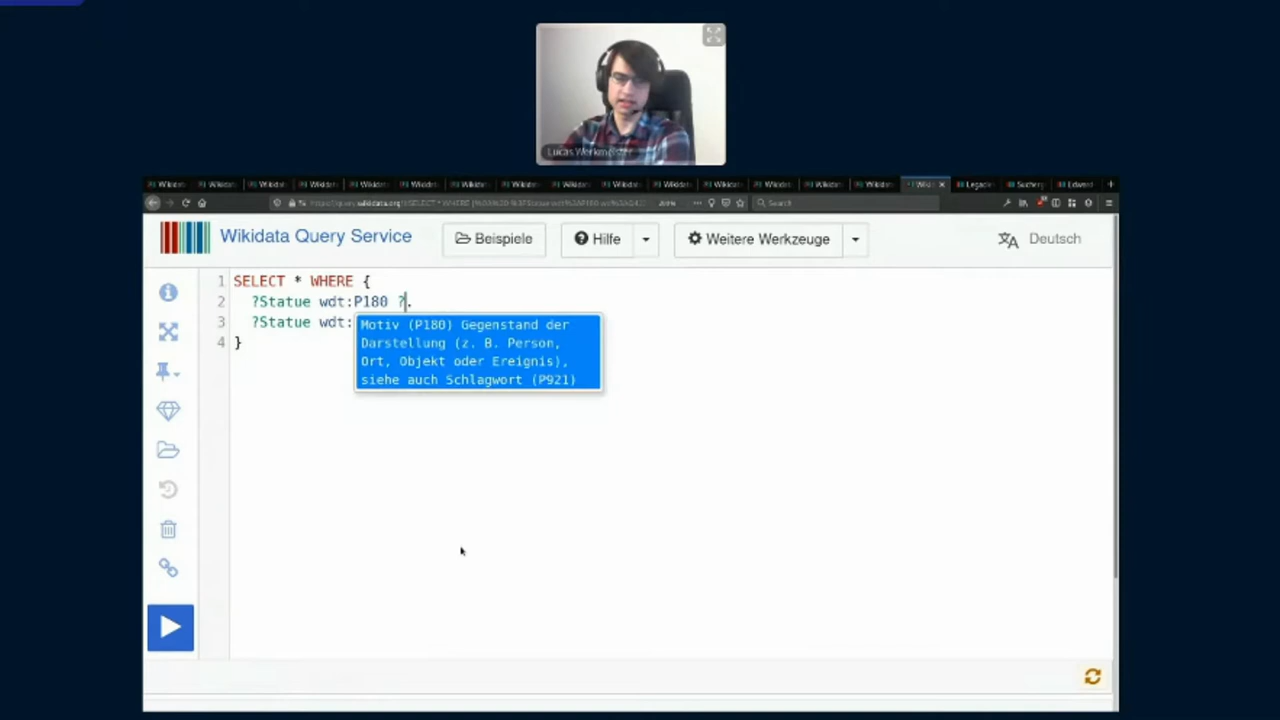 Lucas Werkmeister
Wikidata Query Service
Beispiele
Hilfe
Weitere Werkzeuge
Deutsch
1 SELECT * WHERE {
2 ?Statue wdt:P180 ?.
3 ?Statue wdt:
4 }
Motiv (P180) Gegenstand der
Darstellung (z. B. Person,
Ort, Objekt oder Ereignis),
siehe auch Schlagwort (P921)